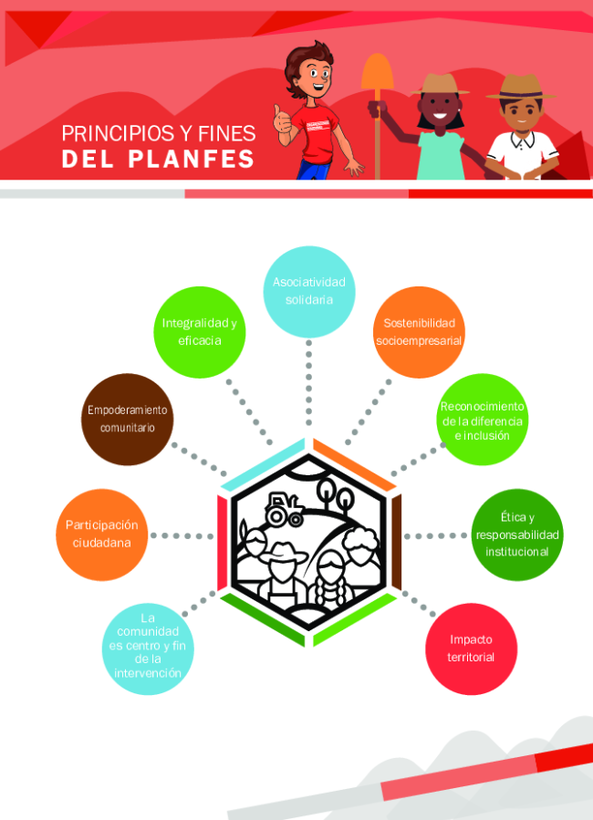 PRINCIPIOS Y FINES
DEL PLANFES
Asociatividad
solidaria
Integralidad y
eficacia
Sostenibilidad
socioempresarial
Empoderamiento
comunitario
Reconocimiento
de la diferencia
e inclusión
Participación
ciudadana
Ética y
responsabilidad
institucional
La
comunidad
es centro y fin
de la
intervención
Impacto
territorial